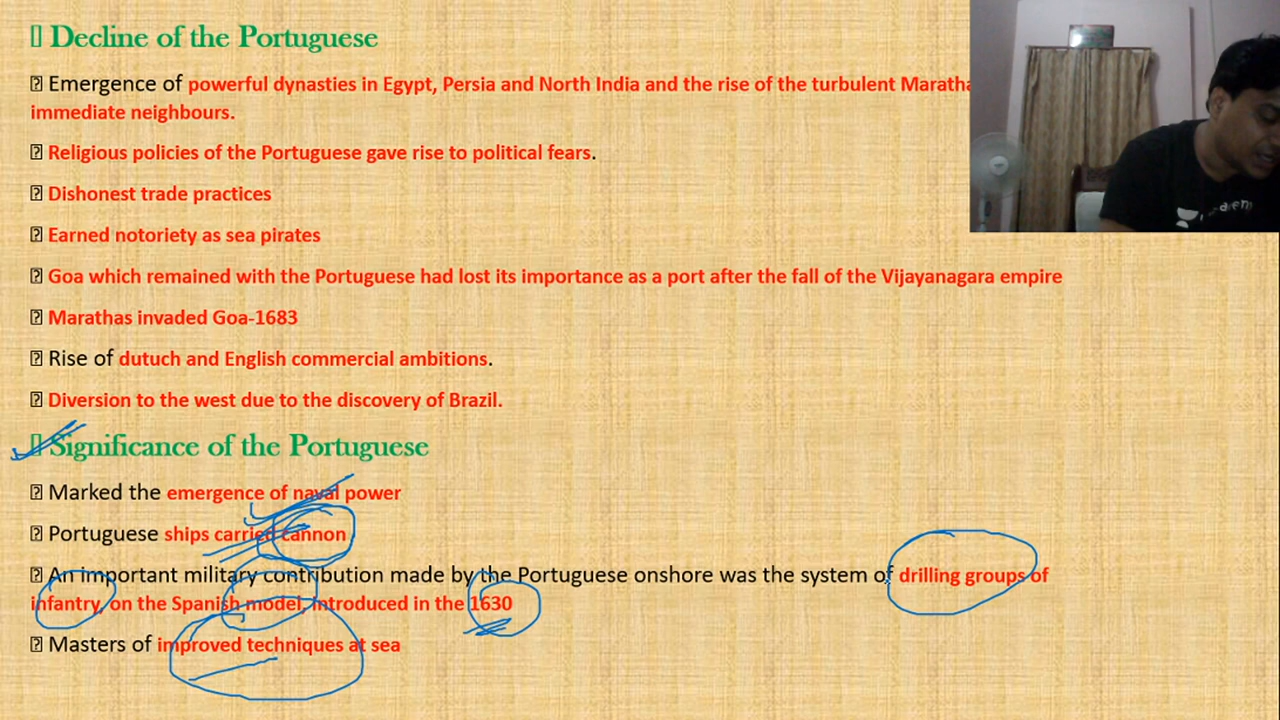 Decline of the Portuguese
Emergence of powerful dynasties in Egypt, Persia and North India and the rise of the turbulent
immediate neighbours.
Religious policies of the Portuguese gave rise to political fears.
Dishonest trade practices
Earned notoriety as sea pirates
Goa which remained with the Portuguese had lost its importance as a port after the fall of the Vijayanagara empire
Marathas invaded Goa-1683
Rise of dutuch and English commercial ambitions.
Diversion to the west due to the discovery of Brazil.
Significance of the Portuguese
Marked the emergence of naval power
Portuguese ships carried cannon
An important military contribution made by the Portuguese onshore was the system of drilling groups of
infantry, on the Spanish model, introduced in the 1630
Masters of improved techniques at sea